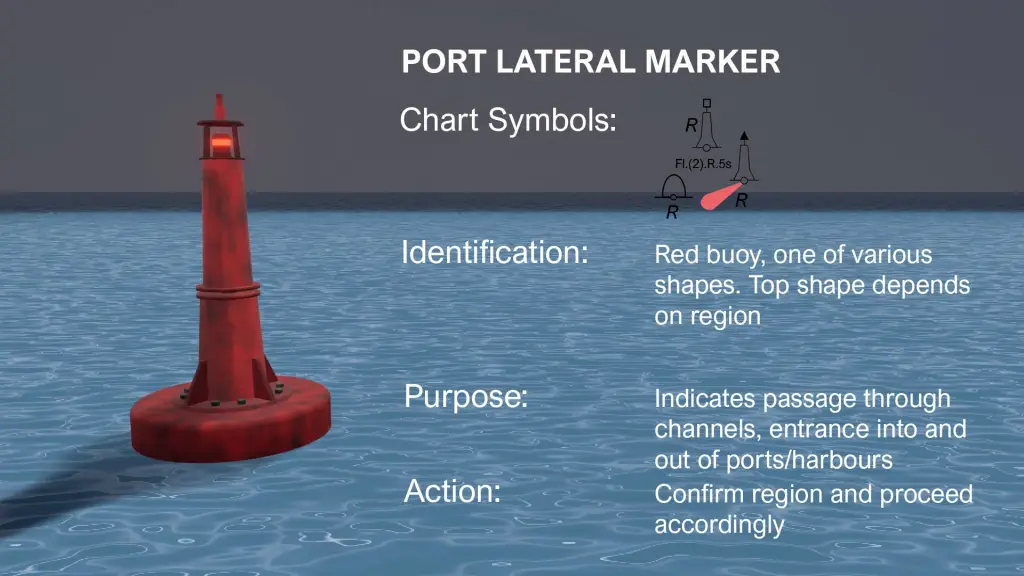 PORT LATERAL MARKER
Chart Symbols:
R
Fl.(2).R.5s
R
R
Identification:
Red buoy, one of various
shapes. Top shape depends
on region
Purpose:
Indicates passage through
channels, entrance into and
out of ports/harbours
Action:
Confirm region and proceed
accordingly